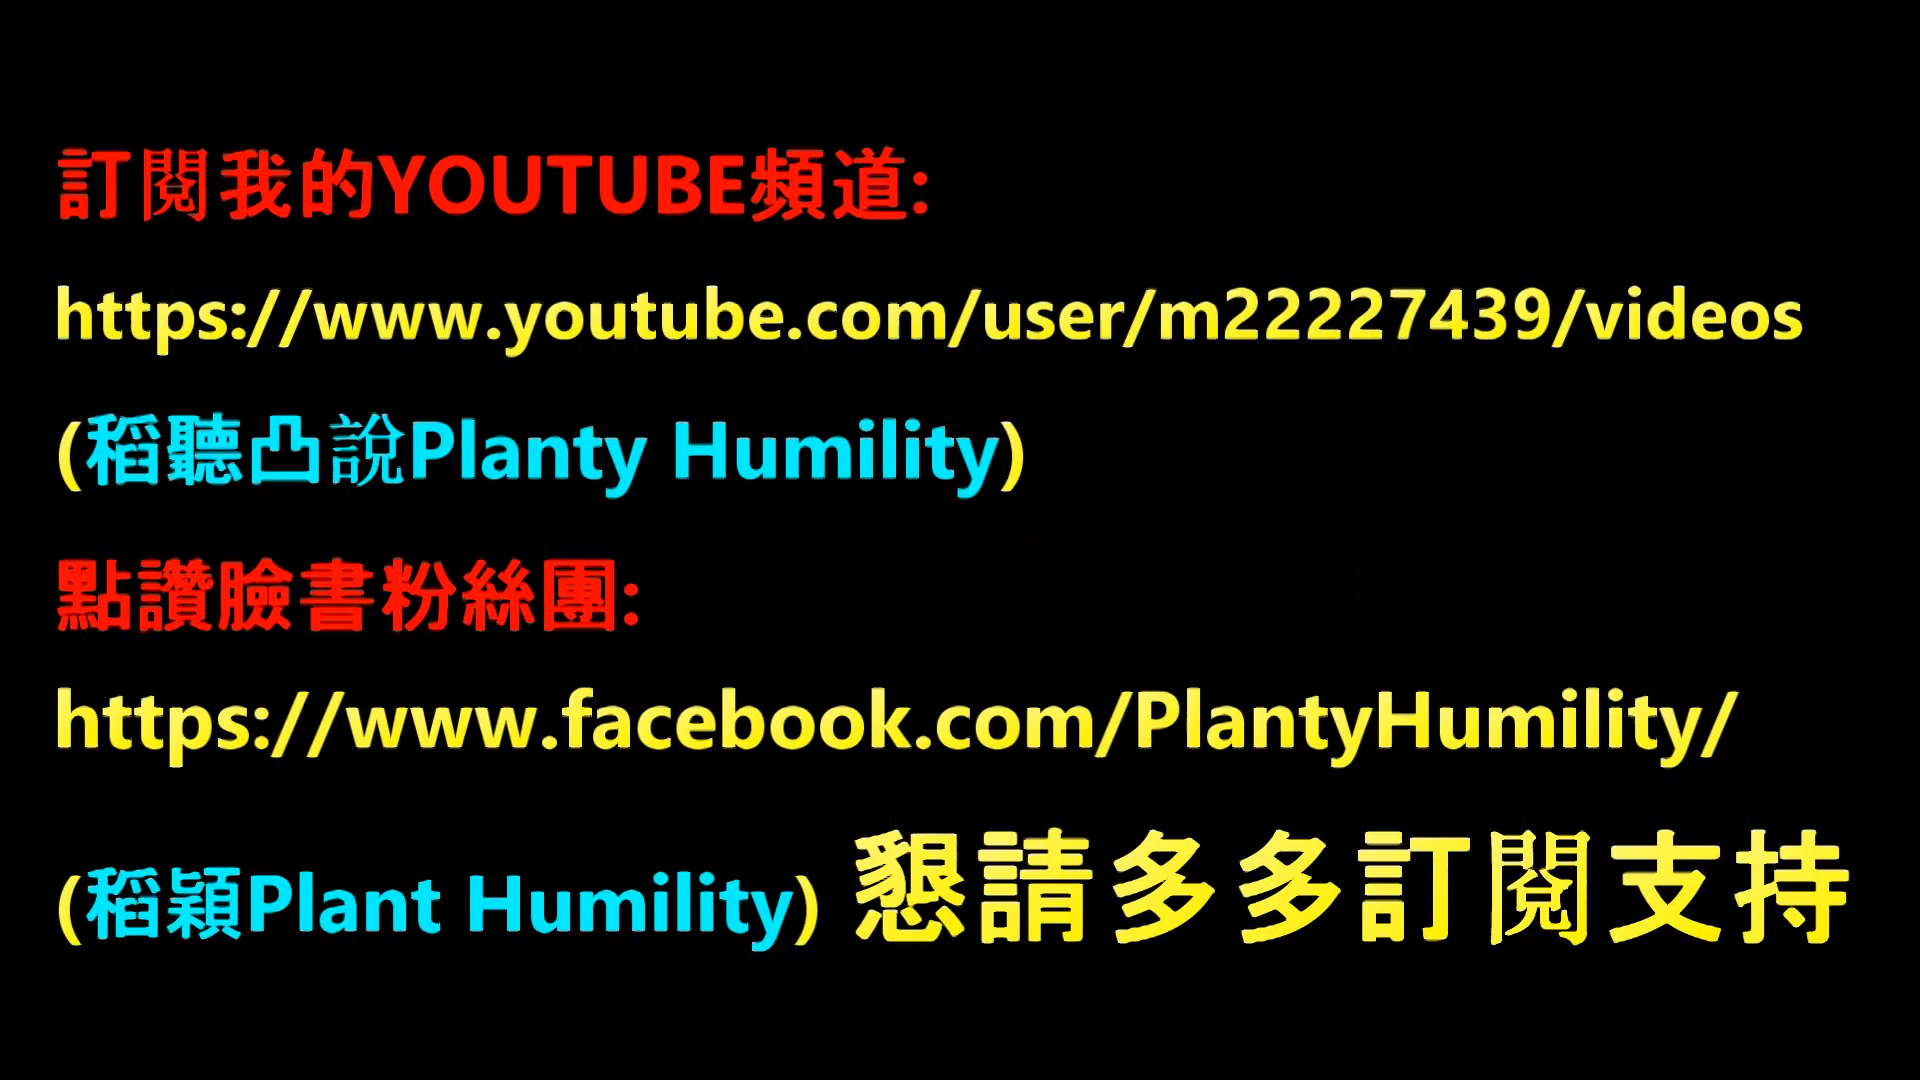 訂閱我的YOUTUBE頻道:
https://www.youtube.com/user/m22227439/videos
(稻聽凸說Planty Humility)
點讚臉書粉絲團:
https://www.facebook.com/PlantyHumility/
(稻穎Plant Humility) 懇請多多訂閱支持